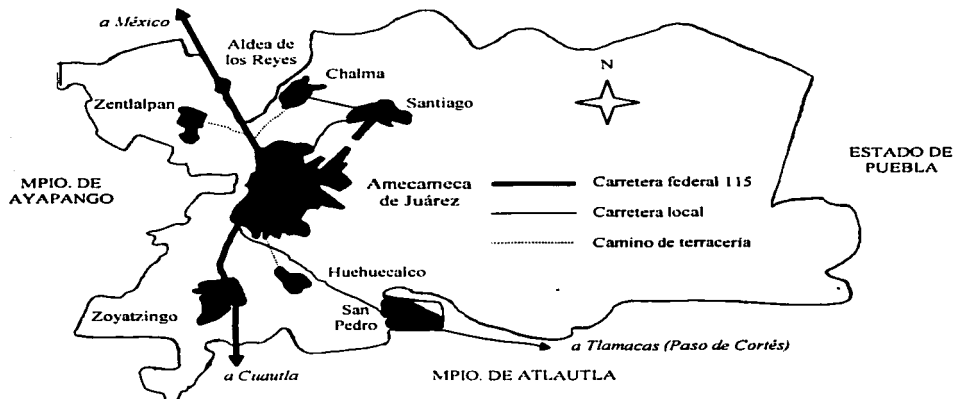 a México
Aldea de
los Reyes
Chalma
N
Zentlalpan
Santiago
ESTADO DE
PUEBLA
MPIO. DE
AYAPANGO
Amecameca
de Juárez
Carretera federal 115
Carretera local
Camino de terracería
Huehuecalco
Zoyatzingo
San
Pedro
a Tlamacas (Paso de Cortés)
a Cuautla
MPIO. DE ATLAUTLA